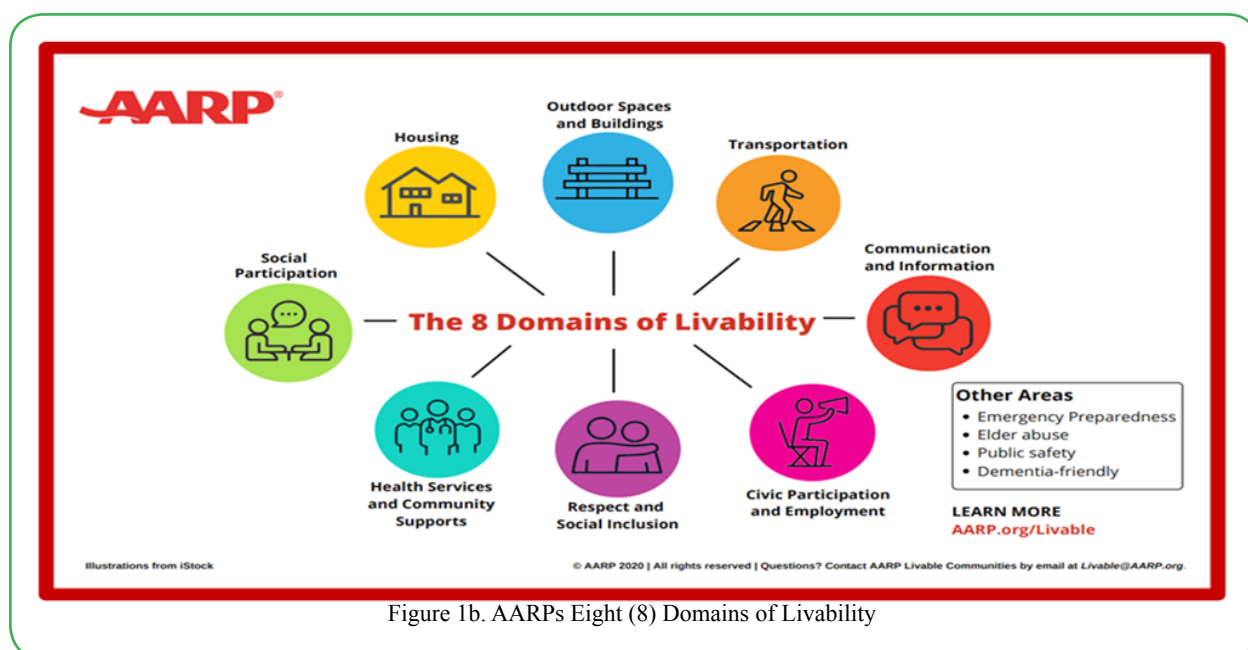 AARP®
Housing
Outdoor Spaces
and Buildings
Transportation
Social
Participation
Communication
and Information
The 8 Domains of Livability
Health Services
and Community
Supports
Respect and
Social Inclusion
Civic Participation
and Employment
Other Areas
• Emergency Preparedness
• Elder abuse
• Public safety
• Dementia-friendly
LEARN MORE
AARP.org/Livable
Illustrations from iStock
© AARP 2020 | All rights reserved | Questions? Contact AARP Livable Communities by email at Livable@AARP.org.
Figure 1b. AARPs Eight (8) Domains of Livability